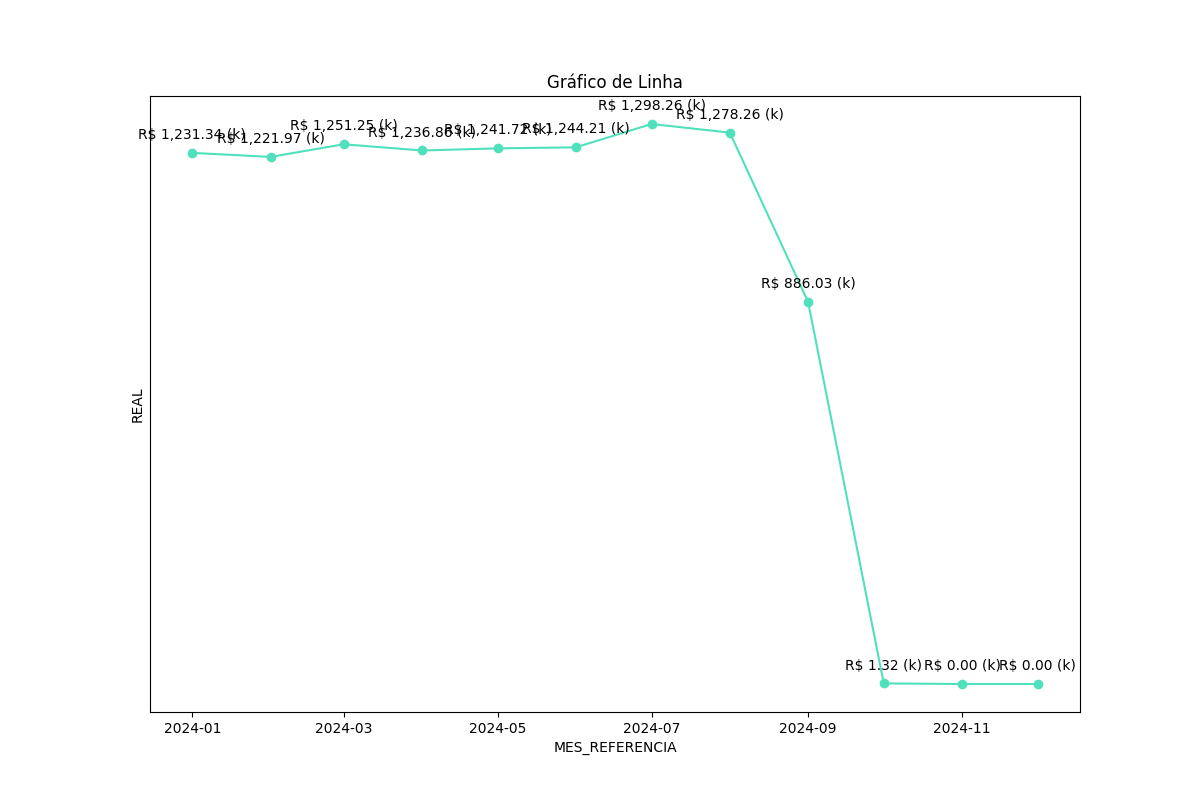 Gráfico de Linha
R$ 1,231.34 (k)
R$ 1,221.97 (k)
R$ 1,251.25 (k)
R$ 1,236.86 (k)
R$ 1,241.72 (k)
R$ 1,244.21 (k)
R$ 1,298.26 (k)
R$ 1,278.26 (k)
R$ 886.03 (k)
R$ 1.32 (k)
R$ 0.00 (k)
R$ 0.00 (k)
REAL
2024-01
2024-03
2024-05
2024-07
2024-09
2024-11
MES_REFERENCIA